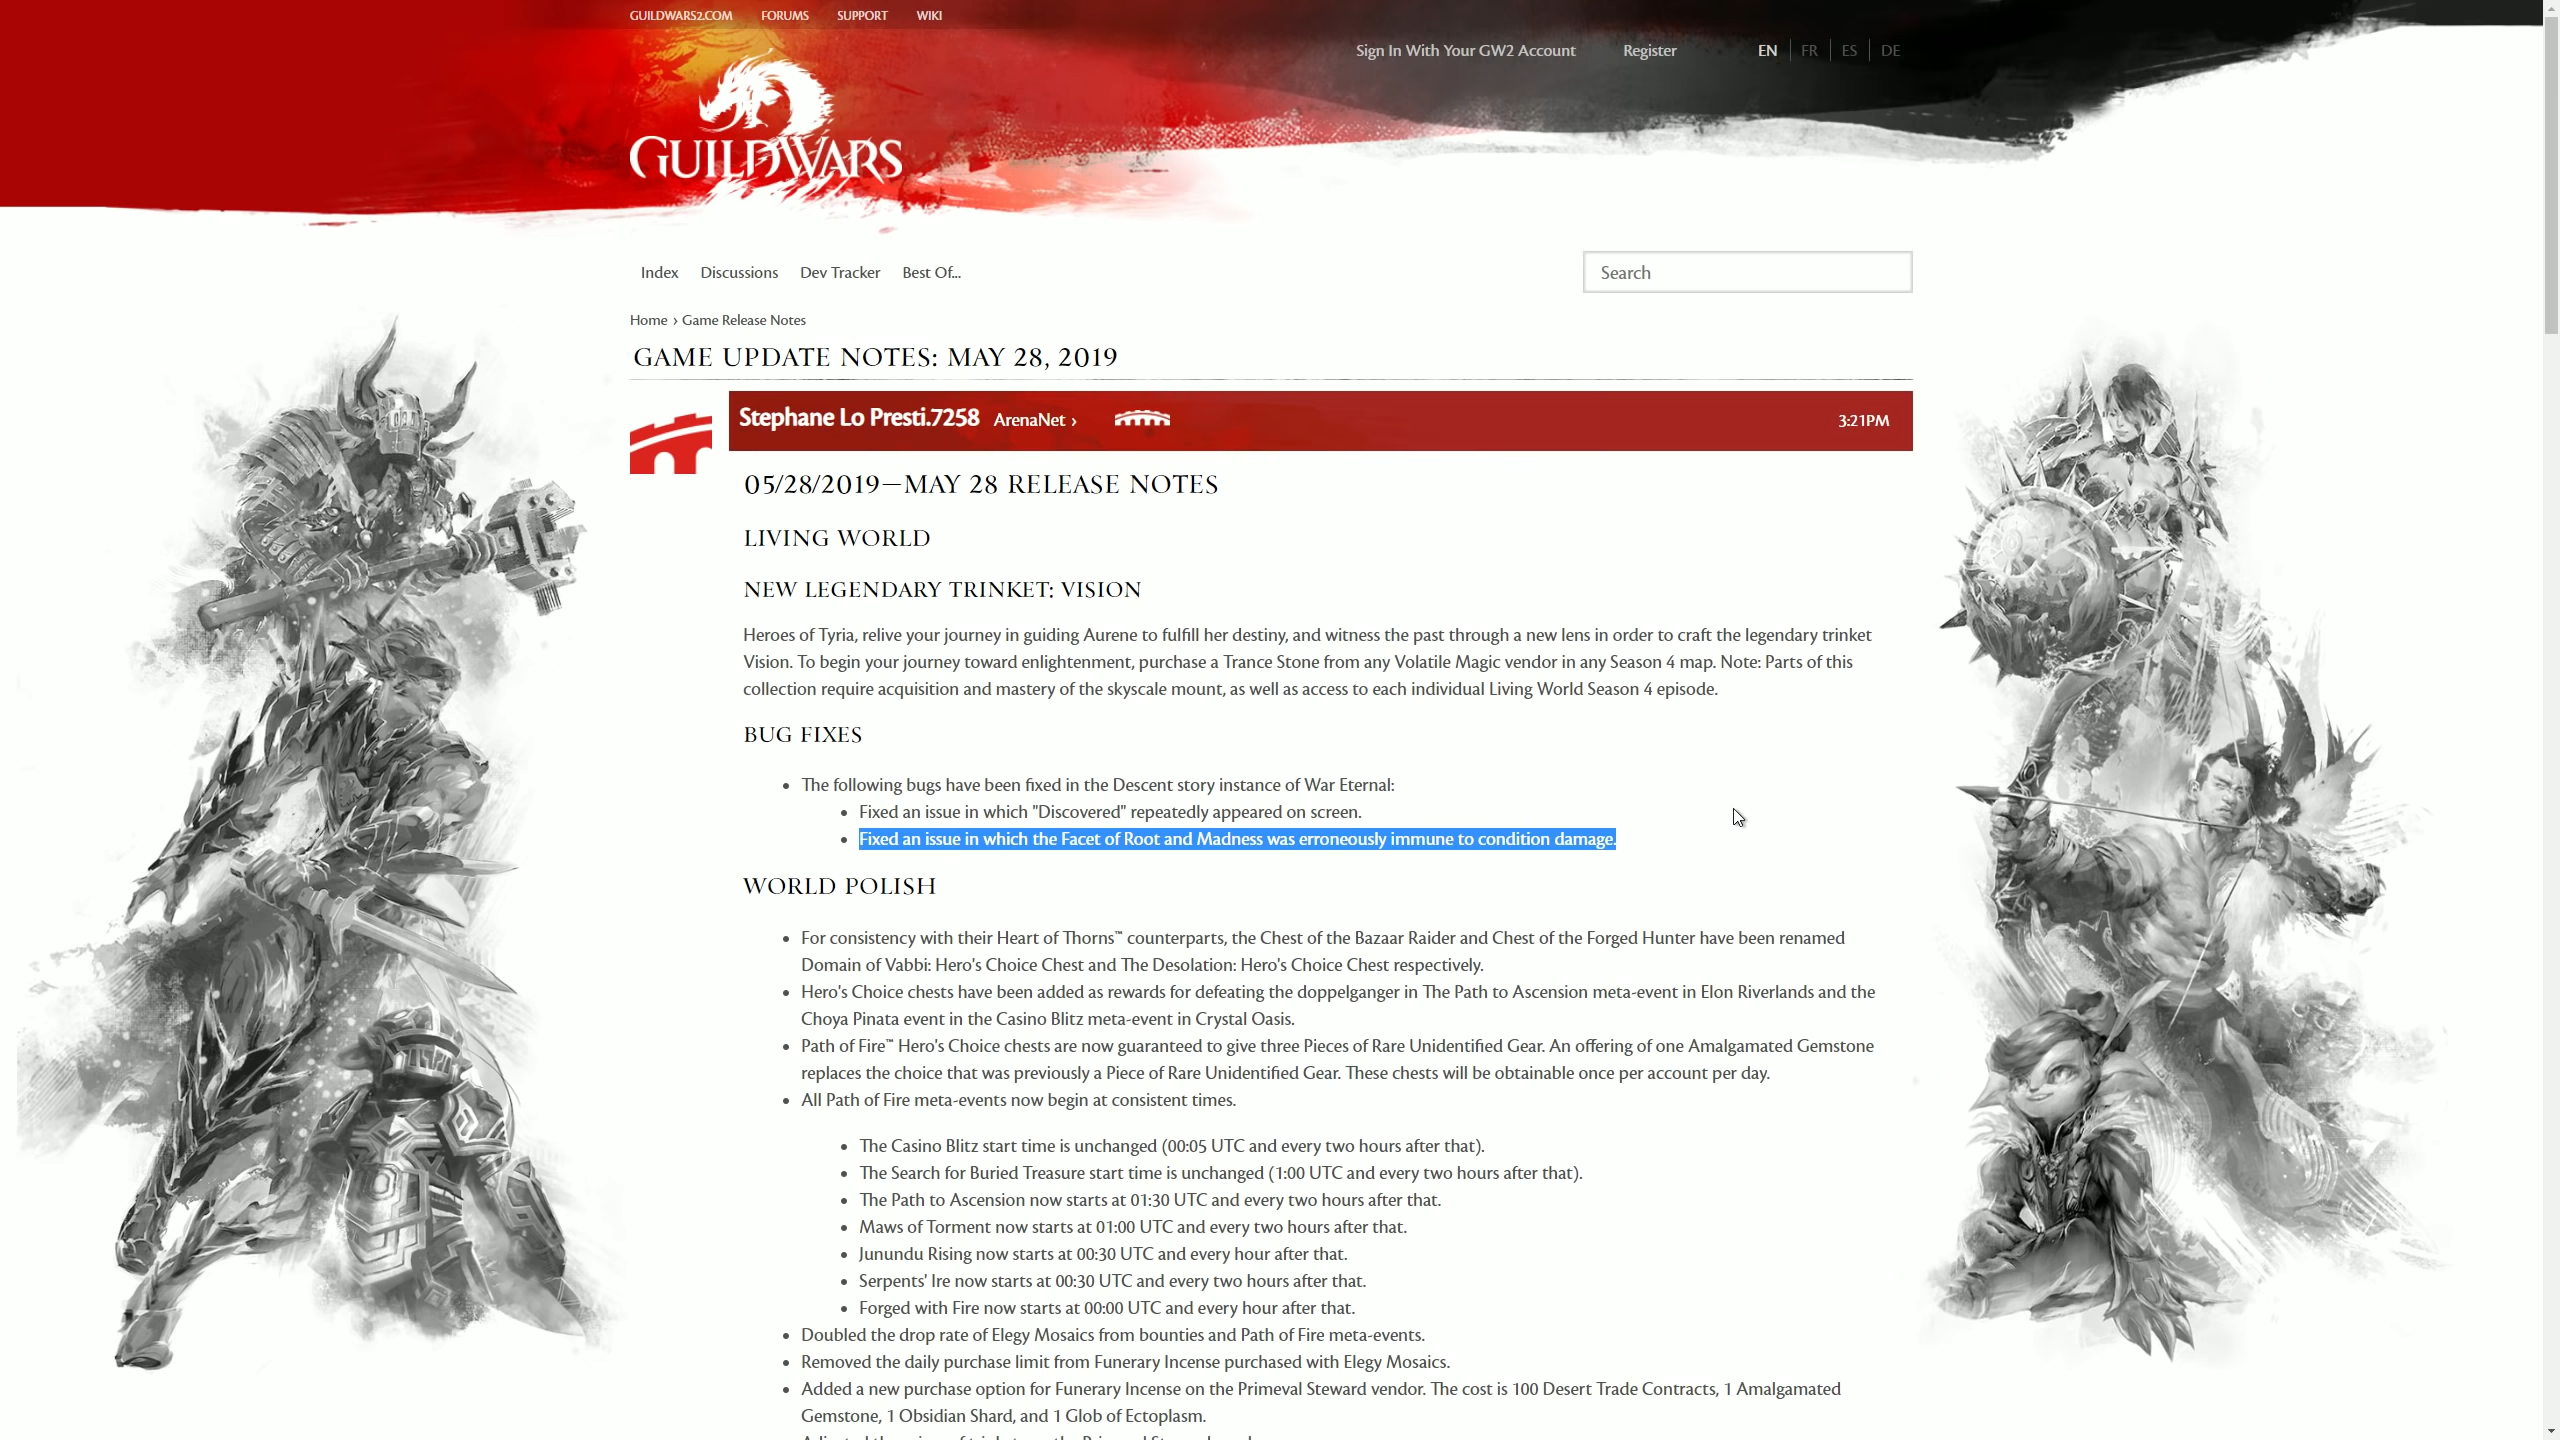 GUILDWARS2.COM FORUMS SUPPORT WIKI
Sign In With Your GW2 Account Register EN FR ES DE
GUILDWARS
Index Discussions Dev Tracker Best Of...
Search
Home › Game Release Notes
GAME UPDATE NOTES: MAY 28, 2019
Stephane Lo Presti.7258 ArenaNet › 3:21PM
05/28/2019—MAY 28 RELEASE NOTES
LIVING WORLD
NEW LEGENDARY TRINKET: VISION
Heroes of Tyria, relive your journey in guiding Aurene to fulfill her destiny, and witness the past through a new lens in order to craft the legendary trinket
Vision. To begin your journey toward enlightenment, purchase a Trance Stone from any Volatile Magic vendor in any Season 4 map. Note: Parts of this
collection require acquisition and mastery of the skyscale mount, as well as access to each individual Living World Season 4 episode.
BUG FIXES
• The following bugs have been fixed in the Descent story instance of War Eternal:
• Fixed an issue in which "Discovered" repeatedly appeared on screen.
• Fixed an issue in which the Facet of Root and Madness was erroneously immune to condition damage.
WORLD POLISH
• For consistency with their Heart of Thorns™ counterparts, the Chest of the Bazaar Raider and Chest of the Forged Hunter have been renamed
Domain of Vabbi: Hero's Choice Chest and The Desolation: Hero's Choice Chest respectively.
• Hero's Choice chests have been added as rewards for defeating the doppelganger in The Path to Ascension meta-event in Elon Riverlands and the
Choya Pinata event in the Casino Blitz meta-event in Crystal Oasis.
• Path of Fire™ Hero's Choice chests are now guaranteed to give three Pieces of Rare Unidentified Gear. An offering of one Amalgamated Gemstone
replaces the choice that was previously a Piece of Rare Unidentified Gear. These chests will be obtainable once per account per day.
• All Path of Fire meta-events now begin at consistent times.
• The Casino Blitz start time is unchanged (00:05 UTC and every two hours after that).
• The Search for Buried Treasure start time is unchanged (1:00 UTC and every two hours after that).
• The Path to Ascension now starts at 01:30 UTC and every two hours after that.
• Maws of Torment now starts at 01:00 UTC and every two hours after that.
• Junundu Rising now starts at 00:30 UTC and every hour after that.
• Serpents' Ire now starts at 00:30 UTC and every two hours after that.
• Forged with Fire now starts at 00:00 UTC and every hour after that.
• Doubled the drop rate of Elegy Mosaics from bounties and Path of Fire meta-events.
• Removed the daily purchase limit from Funerary Incense purchased with Elegy Mosaics.
• Added a new purchase option for Funerary Incense on the Primeval Steward vendor. The cost is 100 Desert Trade Contracts, 1 Amalgamated
Gemstone, 1 Obsidian Shard, and 1 Glob of Ectoplasm.